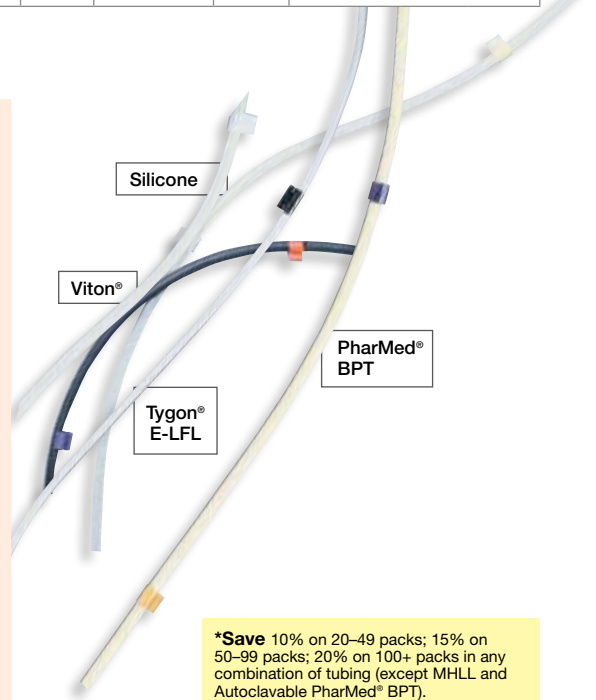 Silicone
Viton®
PharMed®
BPT
Tygon®
E-LFL
*Save 10% on 20–49 packs; 15% on
50–99 packs; 20% on 100+ packs in any
combination of tubing (except MHLL and
Autoclavable PharMed® BPT).